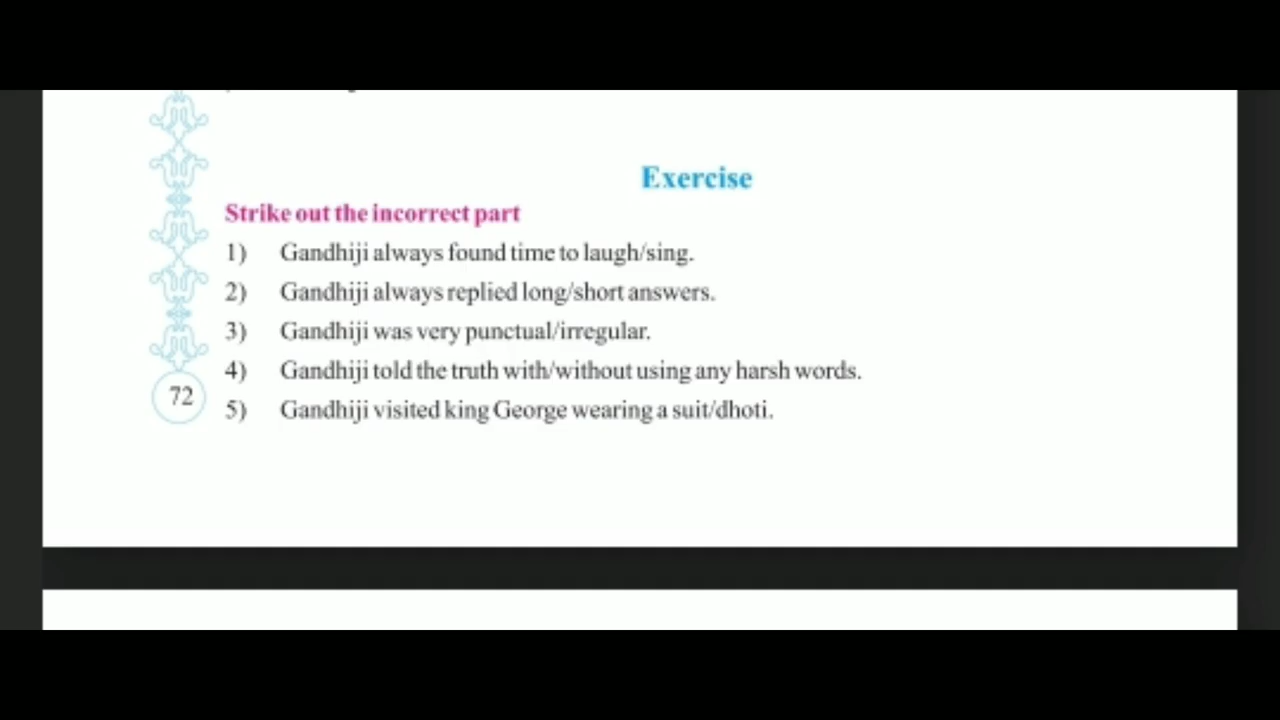 Exercise
Strike out the incorrect part
1) Gandhiji always found time to laugh/sing.
2) Gandhiji always replied long/short answers.
3) Gandhiji was very punctual/irregular.
4) Gandhiji told the truth with/without using any harsh words.
72
5) Gandhiji visited king George wearing a suit/dhoti.